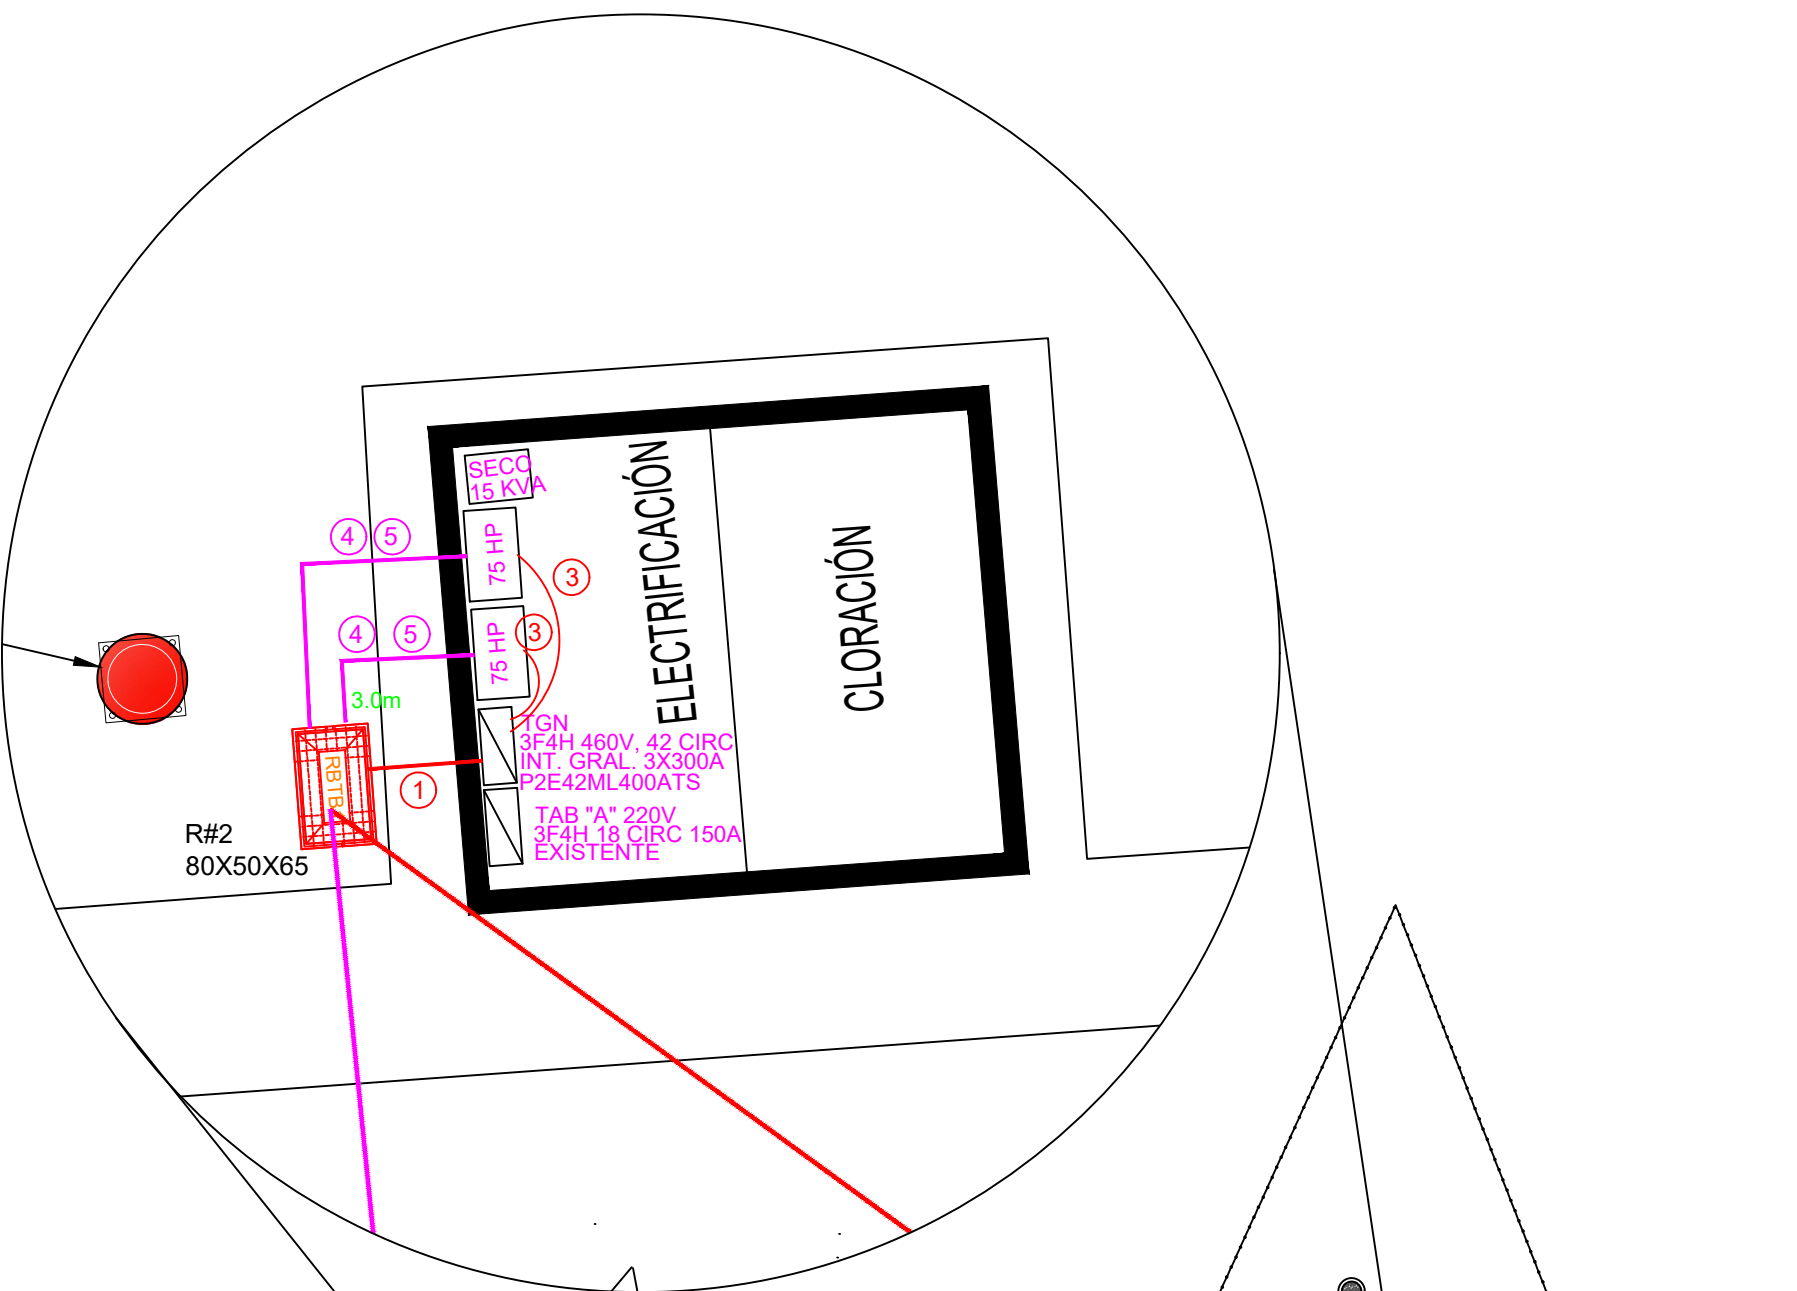 SECO
15 KVA
ELECTRIFICACIÓN
CLORACIÓN
4
5
75 HP
3
4
5
75 HP
3
3.0m
TGN
3F4H 460V, 42 CIRC
INT. GRAL. 3X300A
P2E42ML400ATS
RBTB
1
TAB "A" 220V
3F4H 18 CIRC 150A
EXISTENTE
R#2
80X50X65